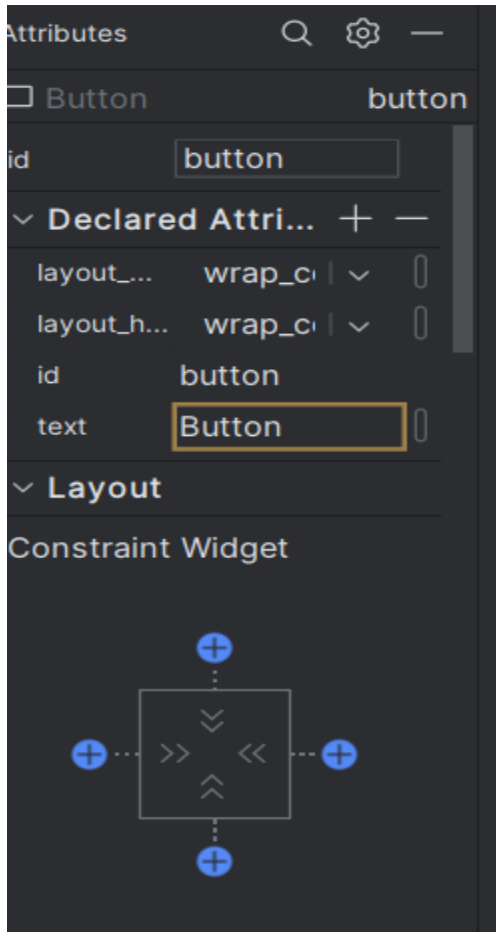 Attributes
Button button
id button
Declared Attri...
layout_... wrap_c
layout_h... wrap_c
id button
text Button
Layout
Constraint Widget